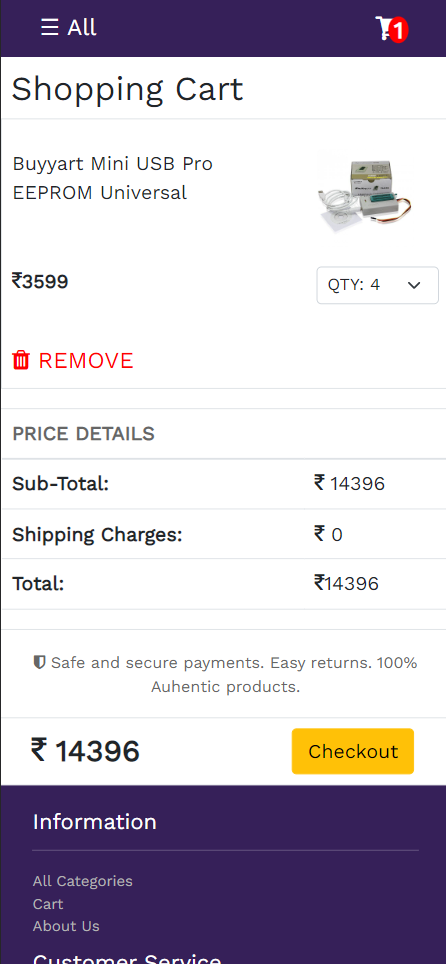 ☰ All
1
Shopping Cart
Buyyart Mini USB Pro
EEPROM Universal
₹3599
QTY: 4
REMOVE
PRICE DETAILS
Sub-Total: ₹ 14396
Shipping Charges: ₹ 0
Total: ₹14396
Safe and secure payments. Easy returns. 100%
Auhentic products.
₹ 14396
Checkout
Information
All Categories
Cart
About Us
Customer Service